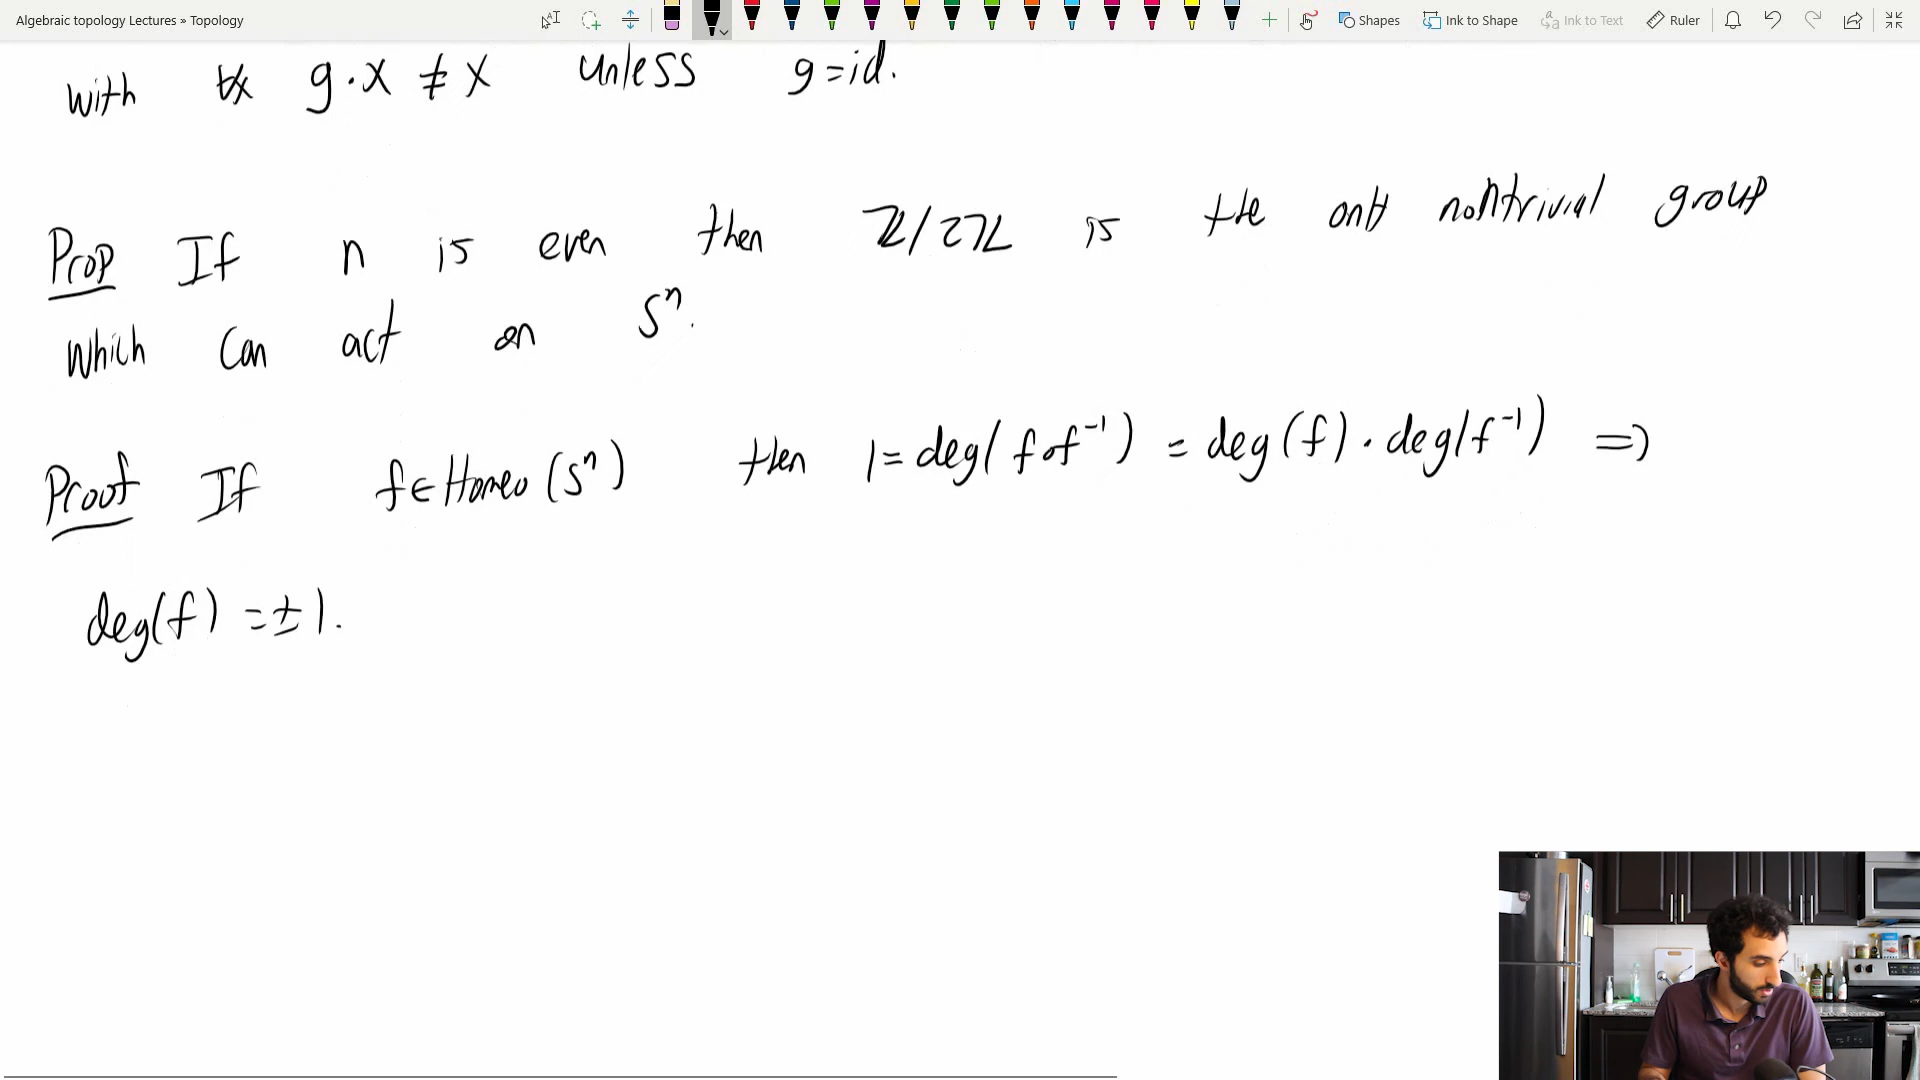 Algebraic topology Lectures » Topology
Shapes Ink to Shape Ink to Text Ruler
with ∀x g·x ≠ x unless g=id.
Prop If n is even then ℤ/2ℤ is the only nontrivial group
which can act on Sⁿ.
Proof If f∈Homeo(Sⁿ) then 1=deg(f∘f⁻¹) = deg(f)·deg(f⁻¹) ⇒
deg(f) = ±1.